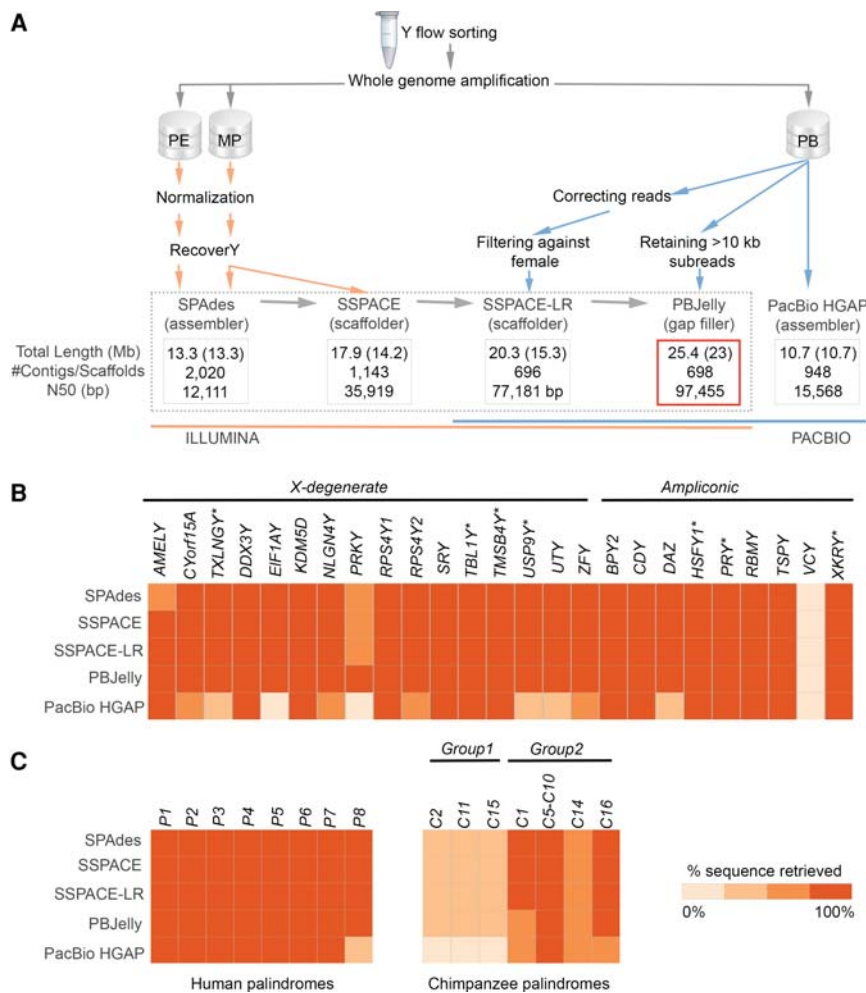 A
Y flow sorting
Whole genome amplification
PE
MP
PB
Normalization
Correcting reads
RecoverY
Filtering against
female
Retaining >10 kb
subreads
SPAdes
(assembler)
SSPACE
(scaffolder)
SSPACE-LR
(scaffolder)
PBJelly
(gap filler)
PacBio HGAP
(assembler)
Total Length (Mb) 13.3 (13.3) 17.9 (14.2) 20.3 (15.3) 25.4 (23) 10.7 (10.7)
#Contigs/Scaffolds 2,020 1,143 696 698 948
N50 (bp) 12,111 35,919 77,181 bp 97,455 15,568
ILLUMINA PACBIO
B
X-degenerate Ampliconic
AMELY CYorf15A TXLNGY* DDX3Y EIF1AY KDM5D NLGN4Y PRKY RPS4Y1 RPS4Y2 SRY TBL1Y* TMSB4Y* USP9Y* UTY ZFY BPY2 CDY DAZ HSFY1* PRY* RBMY TSPY VCY XKRY*
SPAdes
SSPACE
SSPACE-LR
PBJelly
PacBio HGAP
C
Group1 Group2
P1 P2 P3 P4 P5 P6 P7 P8 C2 C11 C15 C1 C5-C10 C14 C16
SPAdes
SSPACE
SSPACE-LR
PBJelly
PacBio HGAP
% sequence retrieved
0% 100%
Human palindromes Chimpanzee palindromes